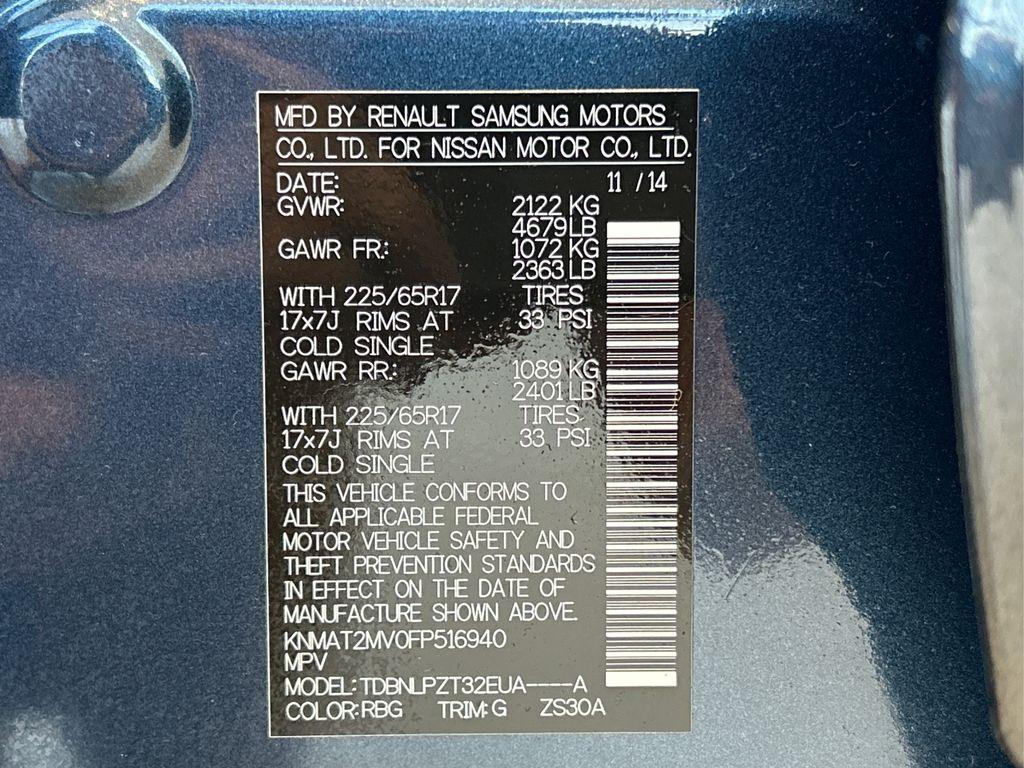 MFD BY RENAULT SAMSUNG MOTORS
CO., LTD. FOR NISSAN MOTOR CO., LTD.
DATE: 11 / 14
GVWR: 2122 KG
4679 LB
GAWR FR.: 1072 KG
2363 LB
WITH 225/65R17 TIRES
17x7J RIMS AT 33 PSI
COLD SINGLE
GAWR RR.: 1089 KG
2401 LB
WITH 225/65R17 TIRES
17x7J RIMS AT 33 PSI
COLD SINGLE
THIS VEHICLE CONFORMS TO
ALL APPLICABLE FEDERAL
MOTOR VEHICLE SAFETY AND
THEFT PREVENTION STANDARDS
IN EFFECT ON THE DATE OF
MANUFACTURE SHOWN ABOVE.
KNMAT2MV0FP516940
MPV
MODEL: TDBNLPZT32EUA----A
COLOR: RBG TRIM: G ZS30A